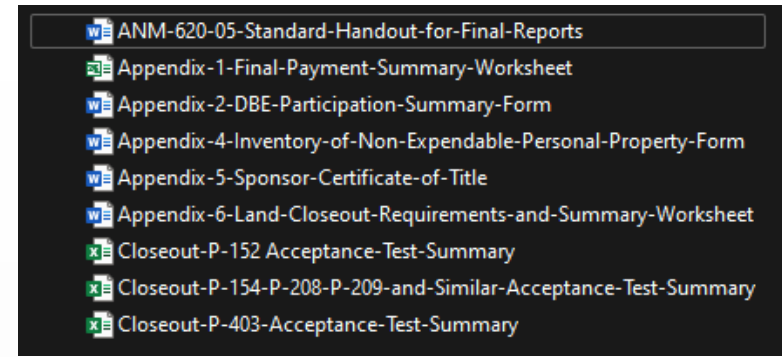 ANM-620-05-Standard-Handout-for-Final-Reports
Appendix-1-Final-Payment-Summary-Worksheet
Appendix-2-DBE-Participation-Summary-Form
Appendix-4-Inventory-of-Non-Expendable-Personal-Property-Form
Appendix-5-Sponsor-Certificate-of-Title
Appendix-6-Land-Closeout-Requirements-and-Summary-Worksheet
Closeout-P-152 Acceptance-Test-Summary
Closeout-P-154-P-208-P-209-and-Similar-Acceptance-Test-Summary
Closeout-P-403-Acceptance-Test-Summary